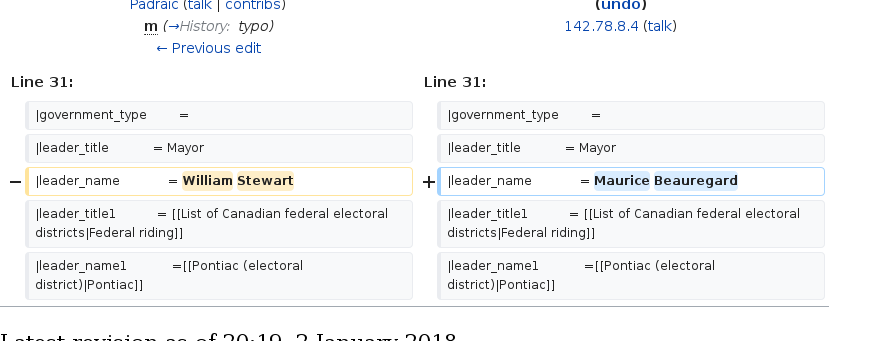 Padraic (talk | contribs)
m (→History: typo)
← Previous edit
(undo)
142.78.8.4 (talk)
Line 31:
|government_type =
|leader_title = Mayor
− |leader_name = William Stewart
|leader_title1 = [[List of Canadian federal electoral
districts|Federal riding]]
|leader_name1 =[[Pontiac (electoral
district)|Pontiac]]
Line 31:
|government_type =
|leader_title = Mayor
+ |leader_name = Maurice Beauregard
|leader_title1 = [[List of Canadian federal electoral
districts|Federal riding]]
|leader_name1 =[[Pontiac (electoral
district)|Pontiac]]
Latest revision as of 20:19, 2 January 2018